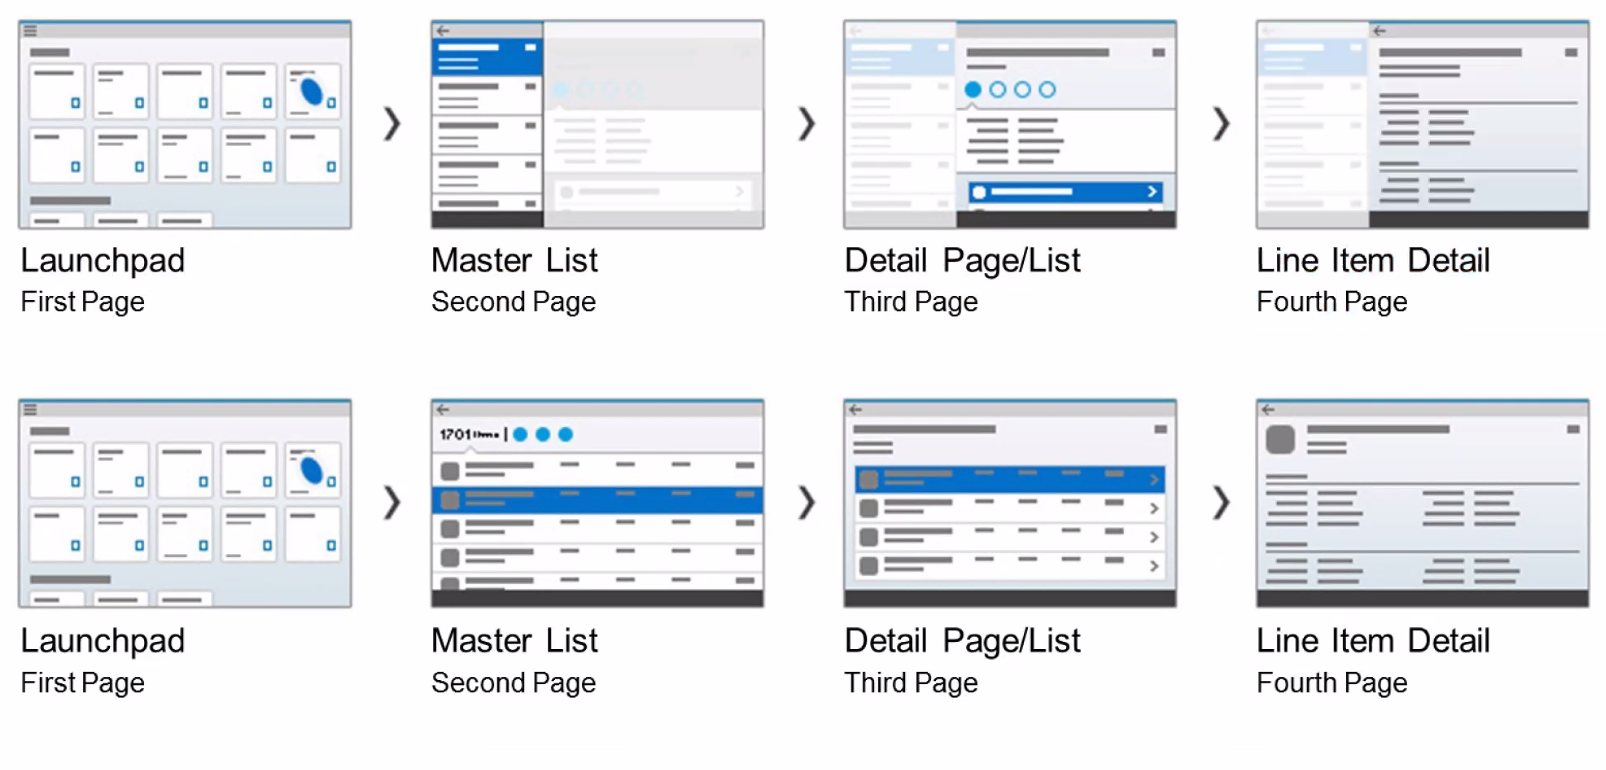 Launchpad
First Page
Master List
Second Page
Detail Page/List
Third Page
Line Item Detail
Fourth Page
1701 Items
Launchpad
First Page
Master List
Second Page
Detail Page/List
Third Page
Line Item Detail
Fourth Page